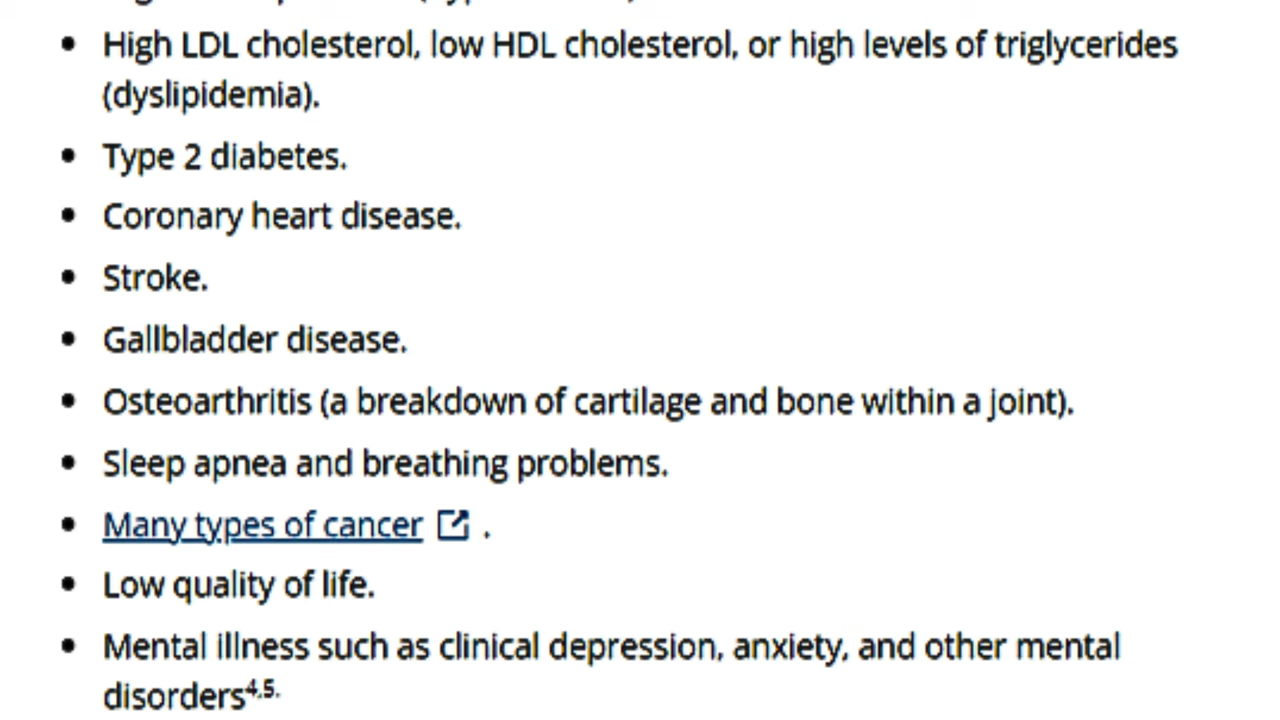 • High LDL cholesterol, low HDL cholesterol, or high levels of triglycerides
(dyslipidemia).
• Type 2 diabetes.
• Coronary heart disease.
• Stroke.
• Gallbladder disease.
• Osteoarthritis (a breakdown of cartilage and bone within a joint).
• Sleep apnea and breathing problems.
• Many types of cancer .
• Low quality of life.
• Mental illness such as clinical depression, anxiety, and other mental
disorders4,5.